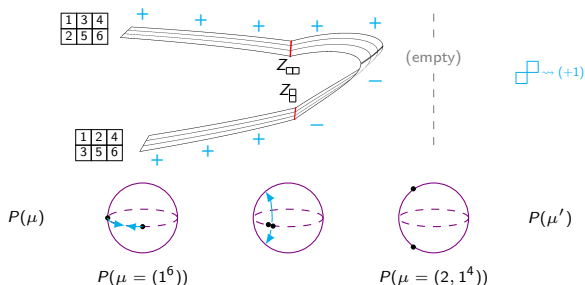 + + + + + −
1 3 4
2 5 6
Z□□
(empty)
⇝ (+1)
−
Z
1 2 4
3 5 6
+ + + + −
P(μ)
P(μ′)
P(μ = (1⁶))
P(μ = (2, 1⁴))